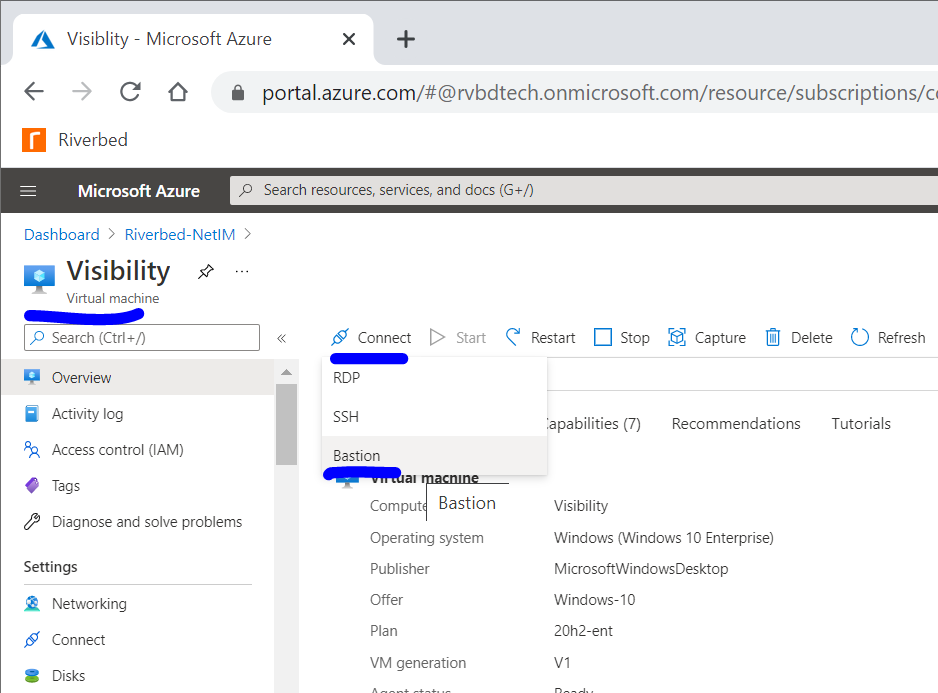 Visiblity - Microsoft Azure
portal.azure.com/#@rvbdtech.onmicrosoft.com/resource/subscriptions/c
Riverbed
Microsoft Azure
Search resources, services, and docs (G+/)
Dashboard > Riverbed-NetIM >
Visibility
Virtual machine
Search (Ctrl+/)
Connect Start Restart Stop Capture Delete Refresh
Overview
Activity log
Access control (IAM)
Tags
Diagnose and solve problems
Settings
Networking
Connect
Disks
RDP
SSH
Bastion
apabilities (7) Recommendations Tutorials
Virtual machine
Bastion
Compute Visibility
Operating system Windows (Windows 10 Enterprise)
Publisher MicrosoftWindowsDesktop
Offer Windows-10
Plan 20h2-ent
VM generation V1
Agent status Ready